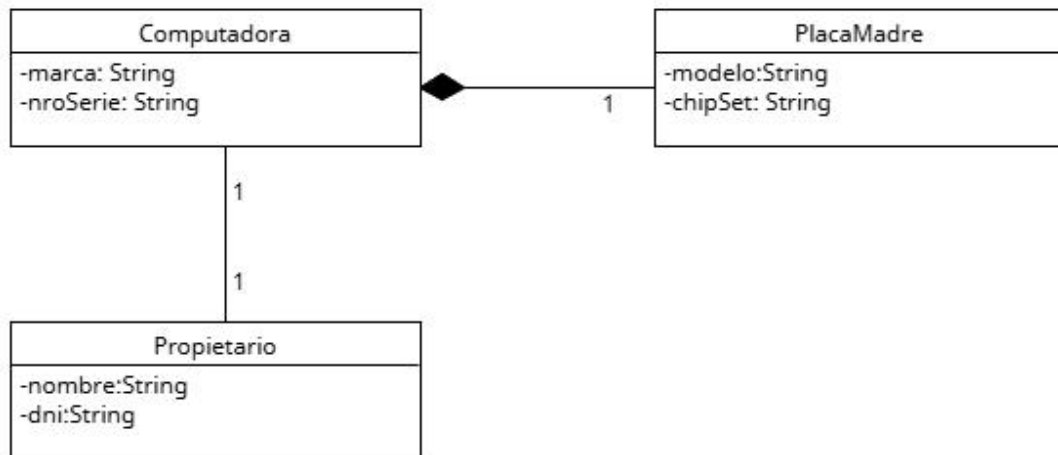 Computadora
-marca: String
-nroSerie: String
PlacaMadre
-modelo:String
-chipSet: String
1
1
1
Propietario
-nombre:String
-dni:String